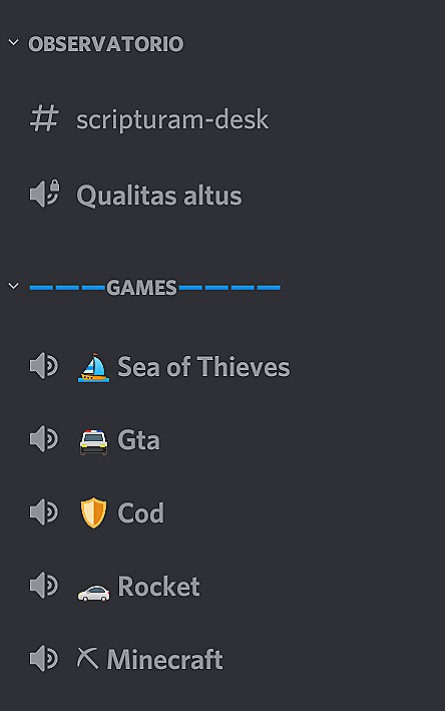 OBSERVATORIO
# scripturam-desk
Qualitas altus
GAMES
Sea of Thieves
Gta
Cod
Rocket
Minecraft